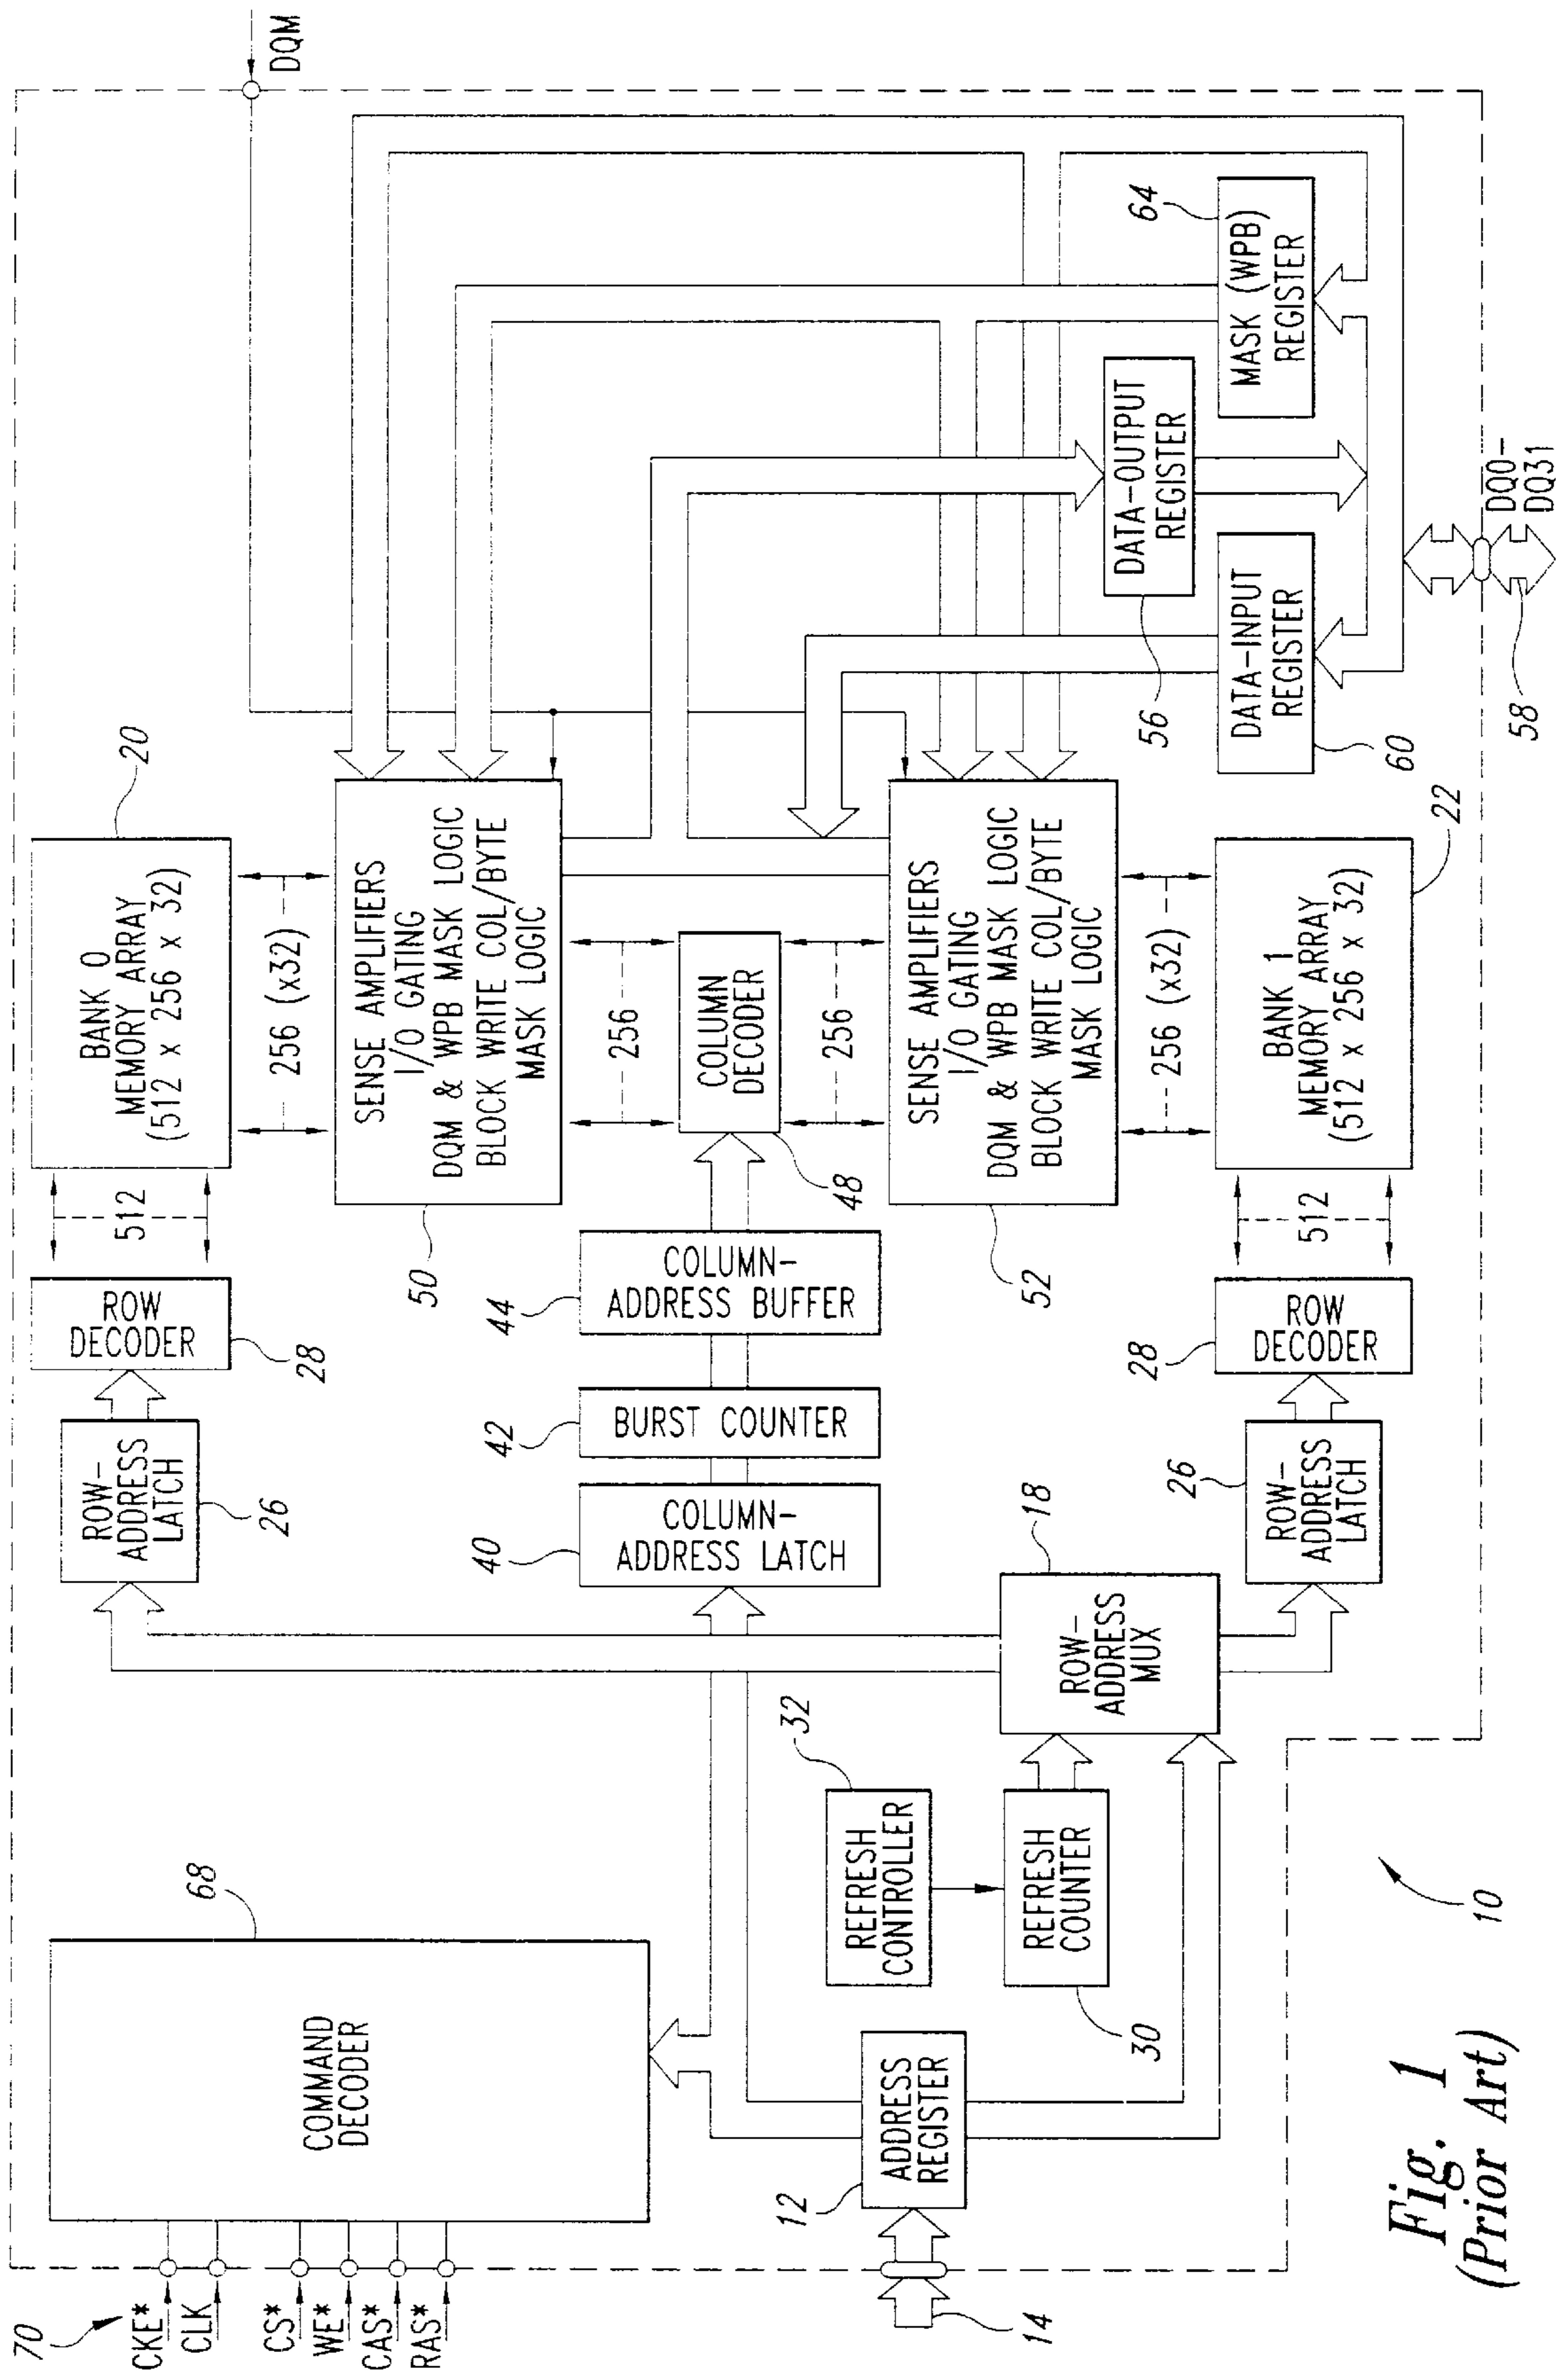 70
CKE*
CLK
CS*
WE*
CAS*
RAS*
COMMAND
DECODER
68
14
12
ADDRESS
REGISTER
REFRESH
CONTROLLER
32
REFRESH
COUNTER
30
ROW-
ADDRESS
MUX
18
ROW-
ADDRESS
LATCH
26
ROW
DECODER
28
512
BANK 0
MEMORY ARRAY
(512 x 256 x 32)
20
256 (x32)
SENSE AMPLIFIERS
I/O GATING
DQM & WPB MASK LOGIC
BLOCK WRITE COL/BYTE
MASK LOGIC
50
256
COLUMN-
ADDRESS LATCH
40
BURST COUNTER
42
COLUMN-
ADDRESS BUFFER
44
COLUMN
DECODER
48
256
SENSE AMPLIFIERS
I/O GATING
DQM & WPB MASK LOGIC
BLOCK WRITE COL/BYTE
MASK LOGIC
52
256 (x32)
ROW-
ADDRESS
LATCH
26
ROW
DECODER
28
512
BANK 1
MEMORY ARRAY
(512 x 256 x 32)
22
DQM
DATA-OUTPUT
REGISTER
56
DATA-INPUT
REGISTER
60
MASK (WPB)
REGISTER
64
DQ0-
DQ31
58
10
Fig. 1
(Prior Art)